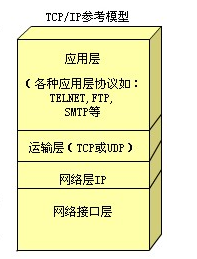 TCP/IP参考模型
应用层
（各种应用层协议如：
TELNET,FTP,
SMTP等
运输层（TCP或UDP）
网络层IP
网络接口层